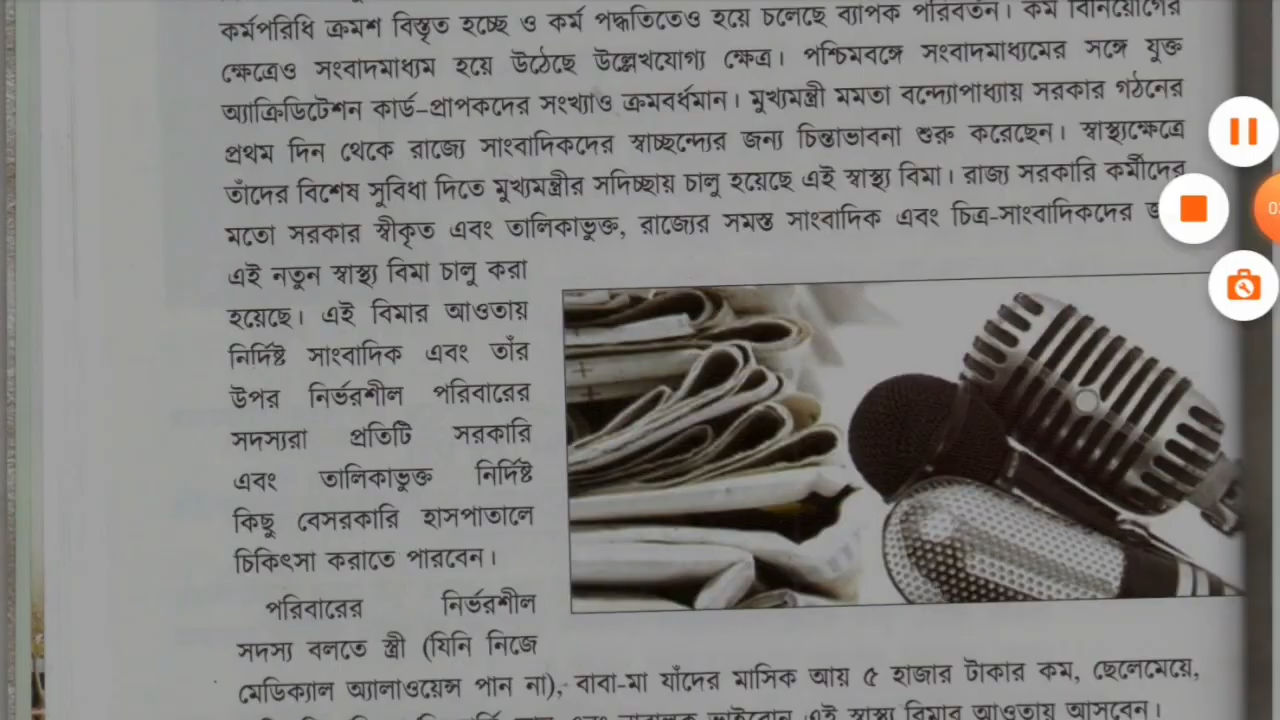 কর্মপরিধি ক্রমশ বিস্তৃত হচ্ছে ও কর্ম পদ্ধতিতেও হয়ে চলেছে ব্যাপক পরিবর্তন। কর্ম বিনিয়োগের
ক্ষেত্রেও সংবাদমাধ্যম হয়ে উঠেছে উল্লেখযোগ্য ক্ষেত্র। পশ্চিমবঙ্গে সংবাদমাধ্যমের সঙ্গে যুক্ত
অ্যাক্রিডিটেশন কার্ড-প্রাপকদের সংখ্যাও ক্রমবর্ধমান। মুখ্যমন্ত্রী মমতা বন্দ্যোপাধ্যায় সরকার গঠনের
প্রথম দিন থেকে রাজ্যে সাংবাদিকদের স্বাচ্ছন্দ্যের জন্য চিন্তাভাবনা শুরু করেছেন। স্বাস্থ্যক্ষেত্রে
তাঁদের বিশেষ সুবিধা দিতে মুখ্যমন্ত্রীর সদিচ্ছায় চালু হয়েছে এই স্বাস্থ্য বিমা। রাজ্য সরকারি কর্মীদের
মতো সরকার স্বীকৃত এবং তালিকাভুক্ত, রাজ্যের সমস্ত সাংবাদিক এবং চিত্র-সাংবাদিকদের
এই নতুন স্বাস্থ্য বিমা চালু করা
হয়েছে। এই বিমার আওতায়
নির্দিষ্ট সাংবাদিক এবং তাঁর
উপর নির্ভরশীল পরিবারের
সদস্যরা প্রতিটি সরকারি
এবং তালিকাভুক্ত নির্দিষ্ট
কিছু বেসরকারি হাসপাতালে
চিকিৎসা করাতে পারবেন।
পরিবারের নির্ভরশীল
সদস্য বলতে স্ত্রী (যিনি নিজে
মেডিক্যাল অ্যালাওয়েন্স পান না), বাবা-মা যাঁদের মাসিক আয় ৫ হাজার টাকার কম, ছেলেমেয়ে,
এই স্বাস্থ্য বিমার আওতায় আসবেন।